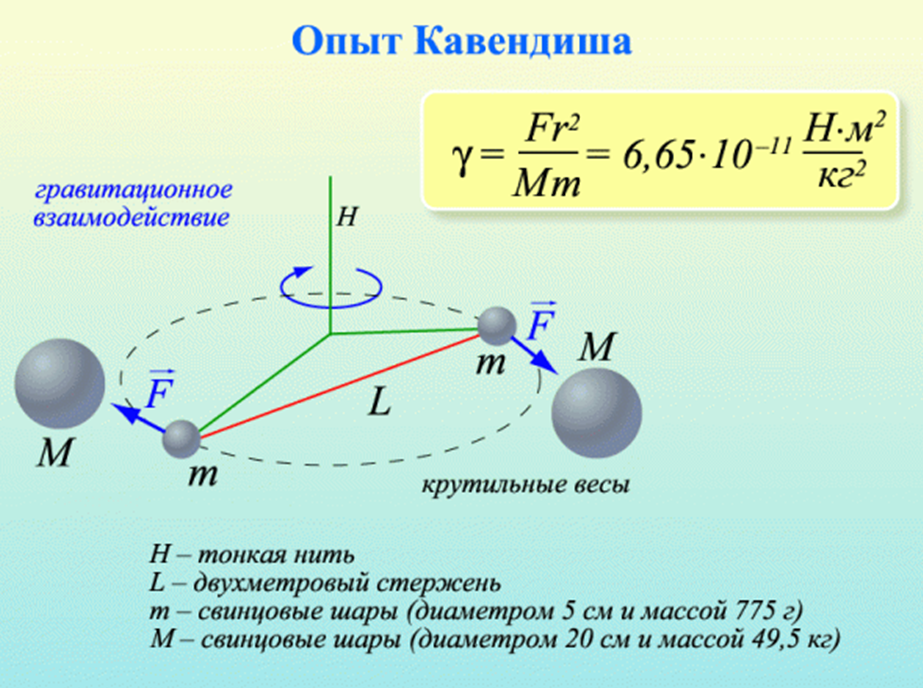 Опыт Кавендиша
γ = Fr²/Mm = 6,65·10⁻¹¹ Н·м²/кг²
гравитационное
взаимодействие
H
F
m
M
F
L
M
m
крутильные весы
H – тонкая нить
L – двухметровый стержень
m – свинцовые шары (диаметром 5 см и массой 775 г)
M – свинцовые шары (диаметром 20 см и массой 49,5 кг)